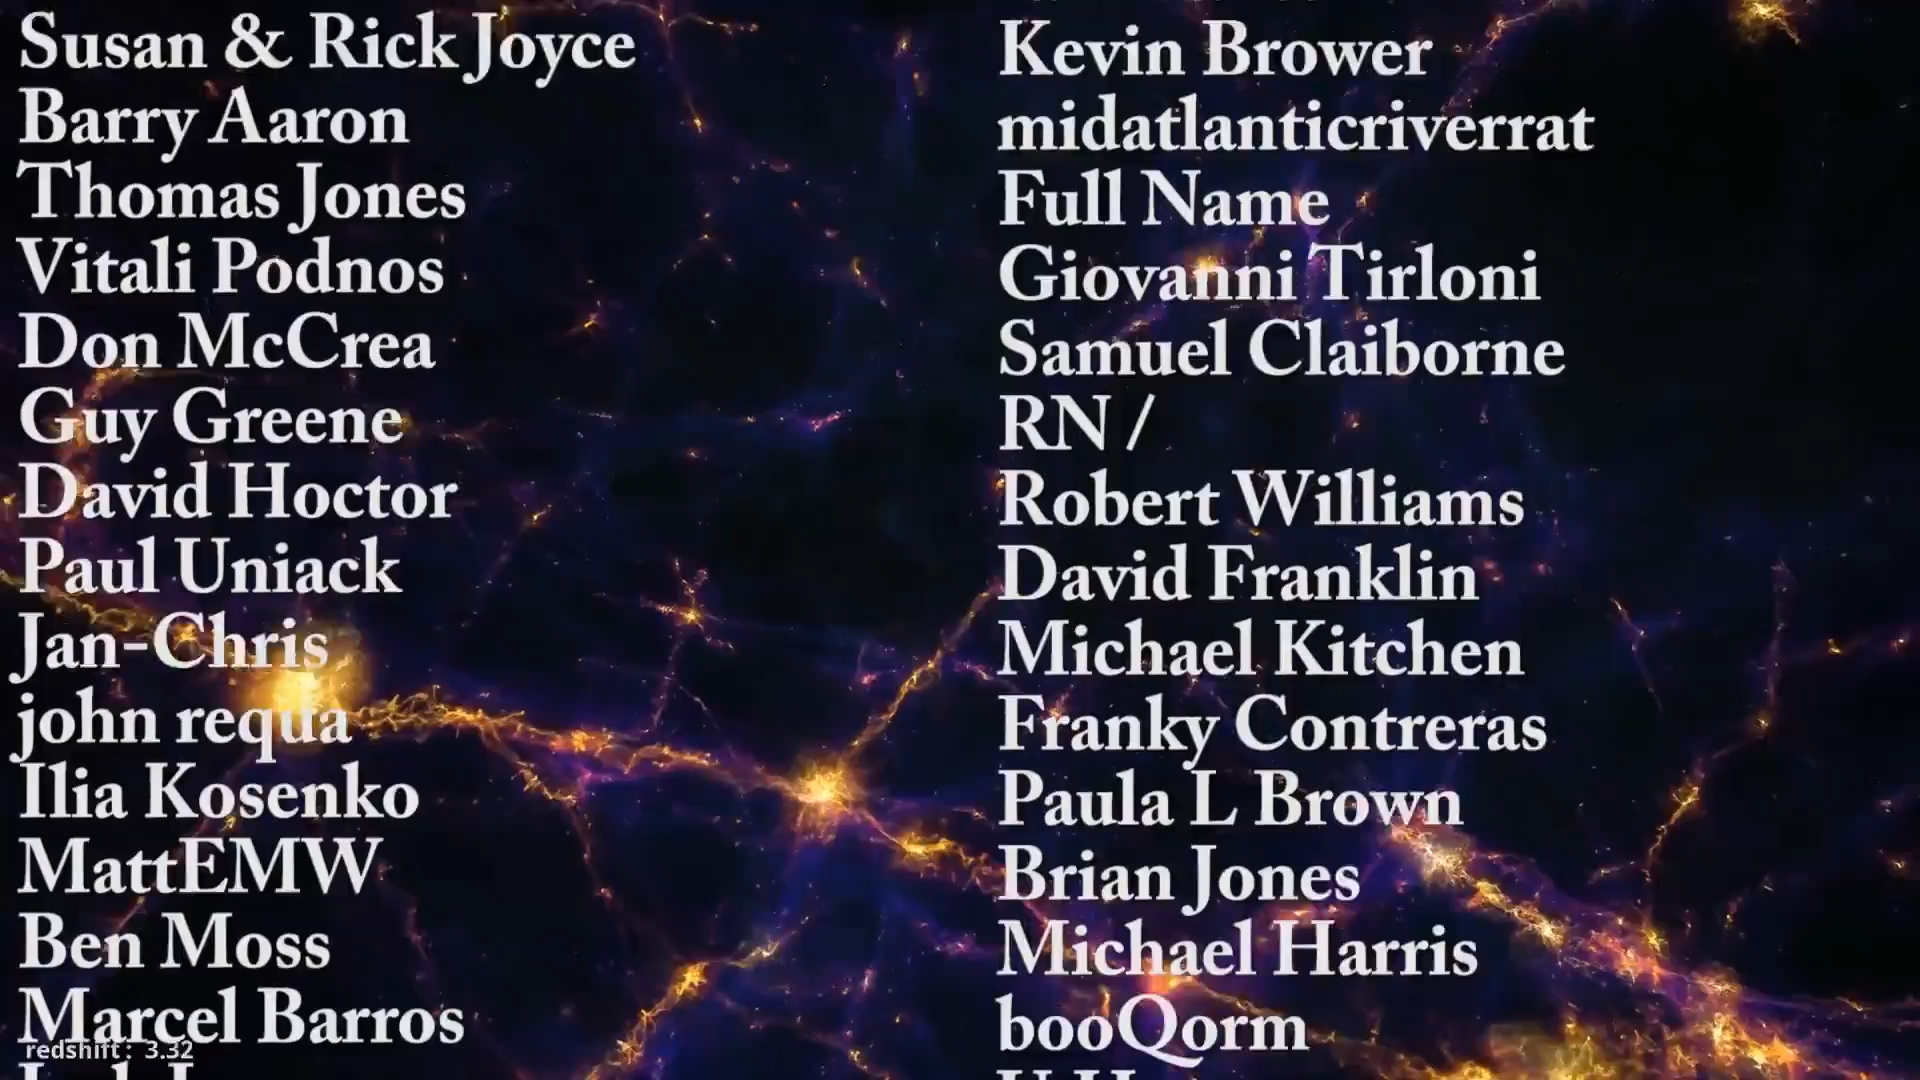 Susan & Rick Joyce
Barry Aaron
Thomas Jones
Vitali Podnos
Don McCrea
Guy Greene
David Hoctor
Paul Uniack
Jan-Chris
john requa
Ilia Kosenko
MattEMW
Ben Moss
Marcel Barros
redshift: 3.32
Kevin Brower
midatlanticriverrat
Full Name
Giovanni Tirloni
Samuel Claiborne
RN /
Robert Williams
David Franklin
Michael Kitchen
Franky Contreras
Paula L Brown
Brian Jones
Michael Harris
booQorm